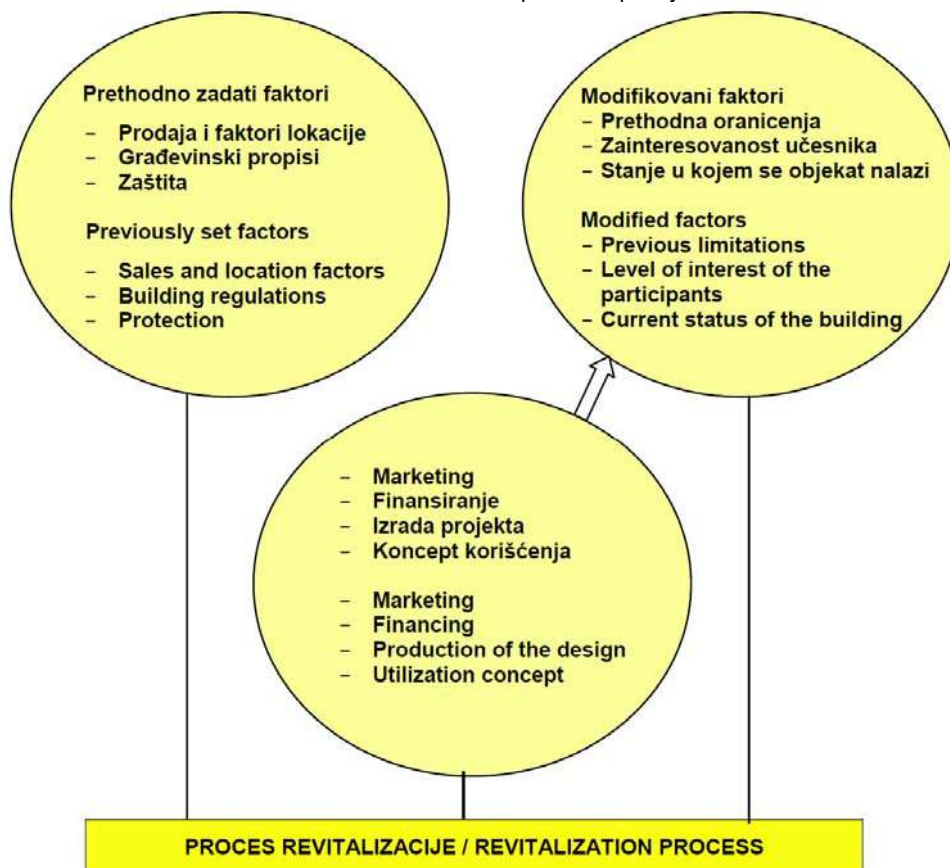 Prethodno zadati faktori
– Prodaja i faktori lokacije
– Građevinski propisi
– Zaštita
Previously set factors
– Sales and location factors
– Building regulations
– Protection
Modifikovani faktori
– Prethodna oranicenja
– Zainteresovanost učesnika
– Stanje u kojem se objekat nalazi
Modified factors
– Previous limitations
– Level of interest of the
participants
– Current status of the building
– Marketing
– Finansiranje
– Izrada projekta
– Koncept korišćenja
– Marketing
– Financing
– Production of the design
– Utilization concept
PROCES REVITALIZACIJE / REVITALIZATION PROCESS